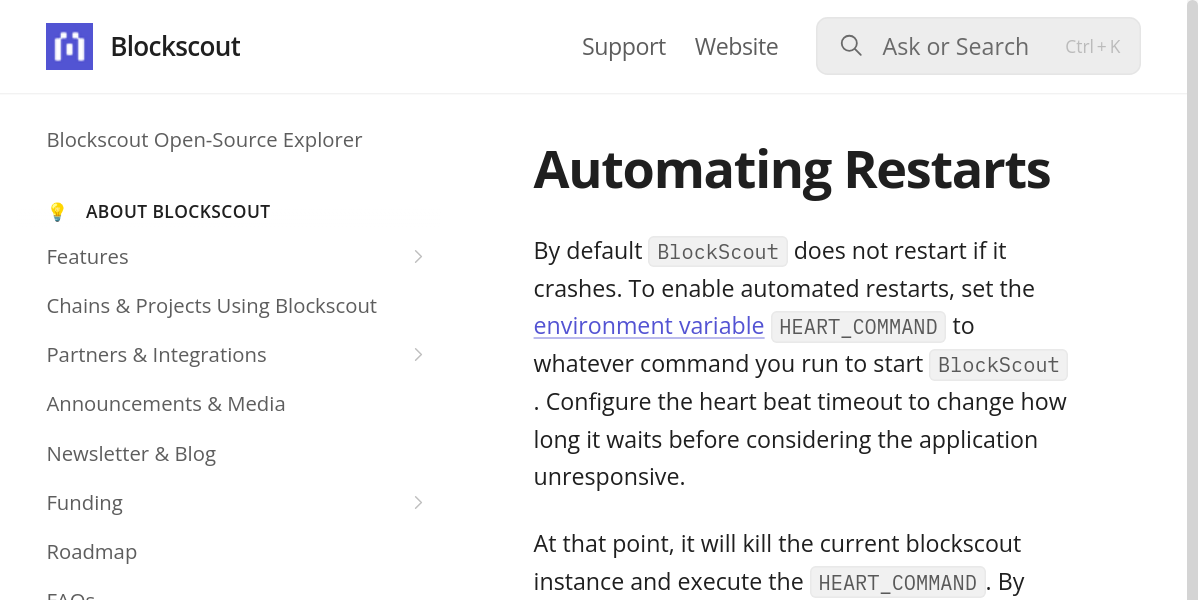 Blockscout
Support
Website
Ask or Search
Ctrl + K
Blockscout Open-Source Explorer
💡 ABOUT BLOCKSCOUT
Features
Chains & Projects Using Blockscout
Partners & Integrations
Announcements & Media
Newsletter & Blog
Funding
Roadmap
FAQs
Automating Restarts
By default BlockScout does not restart if it
crashes. To enable automated restarts, set the
environment variable HEART_COMMAND to
whatever command you run to start BlockScout
. Configure the heart beat timeout to change how
long it waits before considering the application
unresponsive.
At that point, it will kill the current blockscout
instance and execute the HEART_COMMAND. By